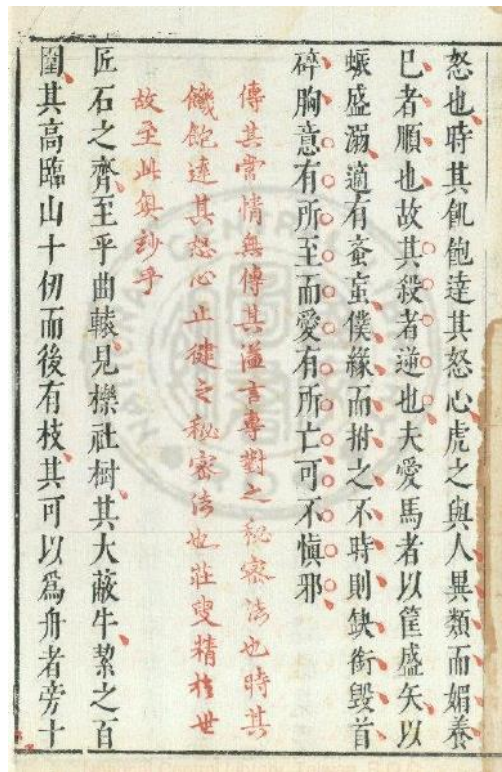 怒也時其飢飽達其怒心虎之與人異類而媚養
已者順也故其殺者逆也夫愛馬者以筐盛矢以
蜄盛溺適有蚉䖟僕緣而拊之不時則缺銜毀首
碎胸意有所至而愛有所亡可不愼邪
傳其常情無傳其溢言專對之秘密法也時其
饑飽達其怒心止健之秘密法也莊叟精於世
故至此奧妙乎
匠石之齊至乎曲轅見櫟社樹其大蔽牛絜之百
圍其高臨山十仞而後有枝其可以爲舟者旁十